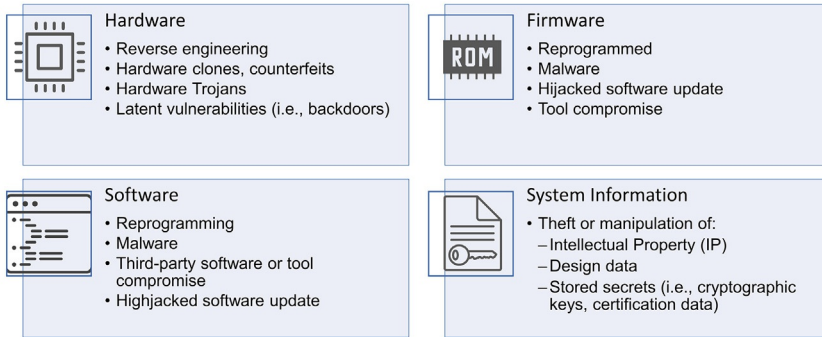 Hardware
• Reverse engineering
• Hardware clones, counterfeits
• Hardware Trojans
• Latent vulnerabilities (i.e., backdoors)
ROM
Firmware
• Reprogrammed
• Malware
• Hijacked software update
• Tool compromise
Software
• Reprogramming
• Malware
• Third-party software or tool
compromise
• Highjacked software update
System Information
• Theft or manipulation of:
–Intellectual Property (IP)
–Design data
–Stored secrets (i.e., cryptographic
keys, certification data)